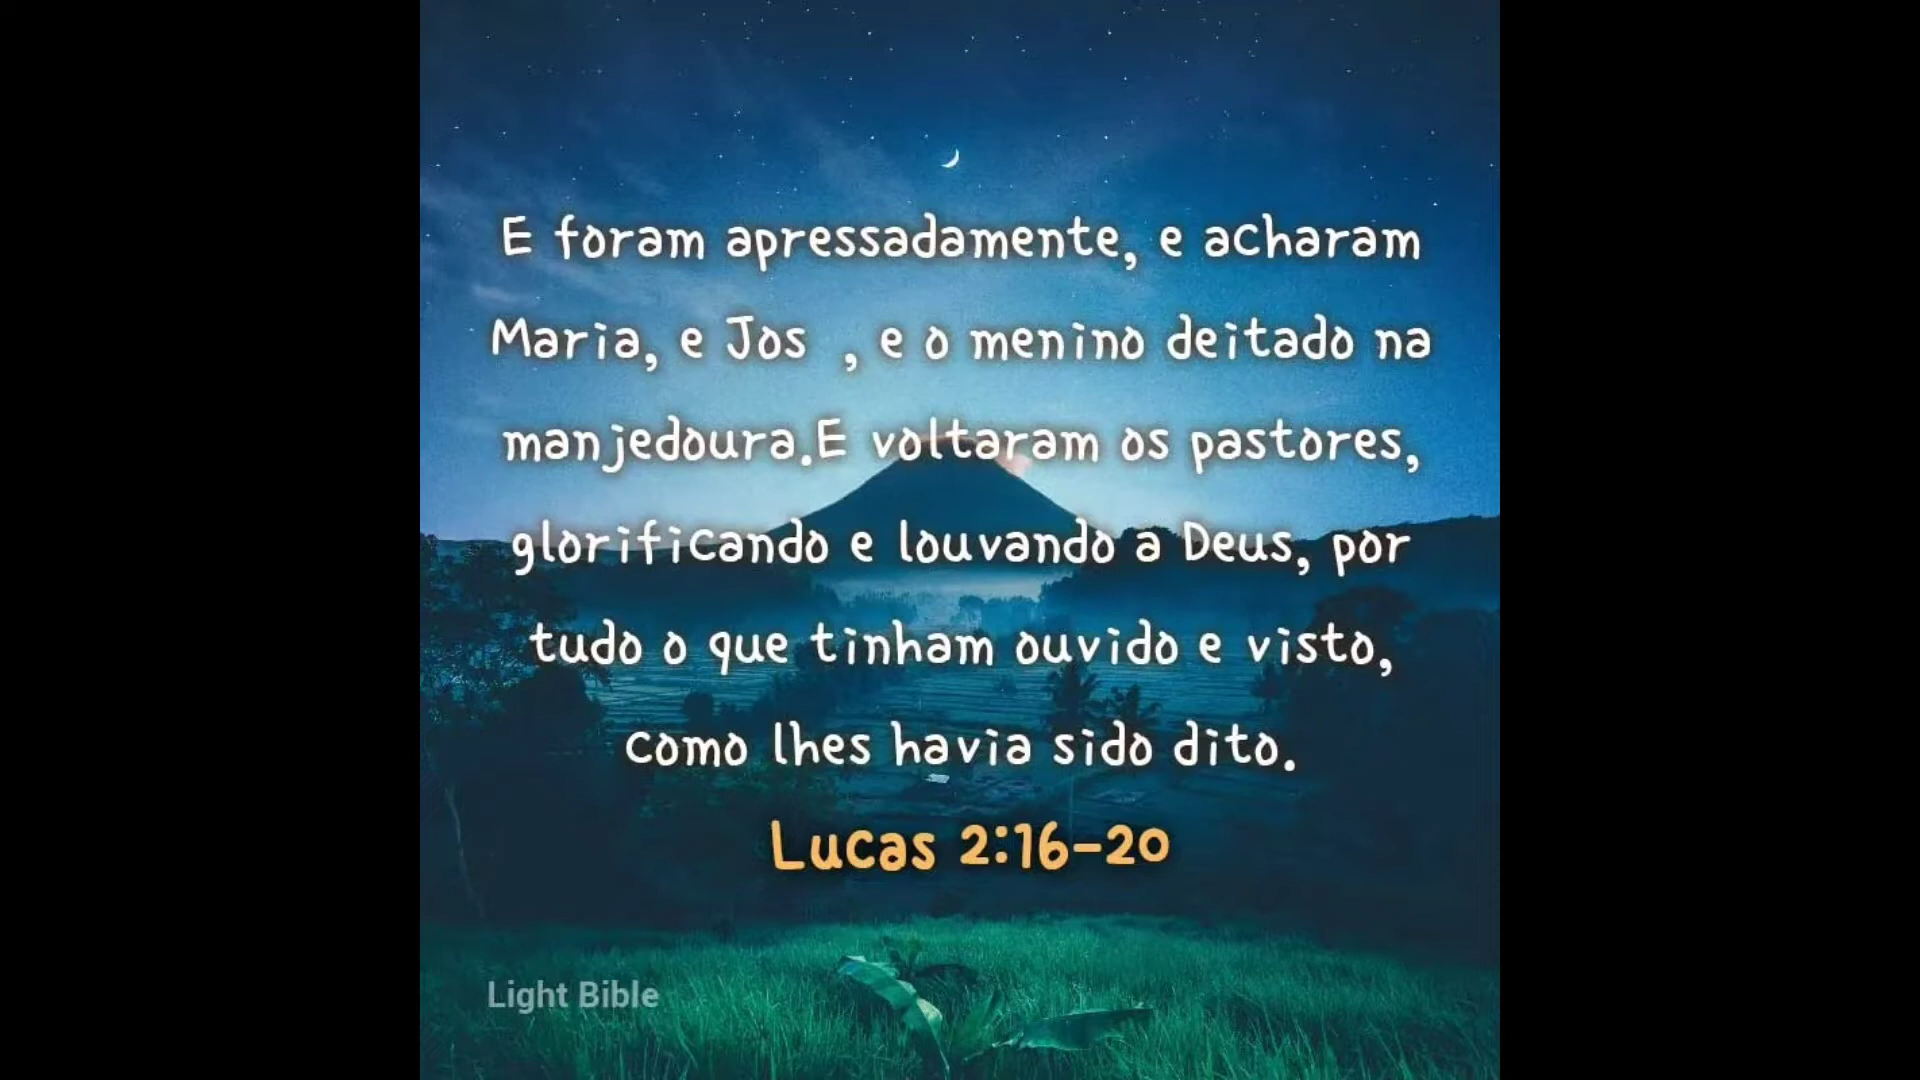 E foram apressadamente, e acharam
Maria, e Jos , e o menino deitado na
manjedoura.E voltaram os pastores,
glorificando e louvando a Deus, por
tudo o que tinham ouvido e visto,
como lhes havia sido dito.
Lucas 2:16-20
Light Bible